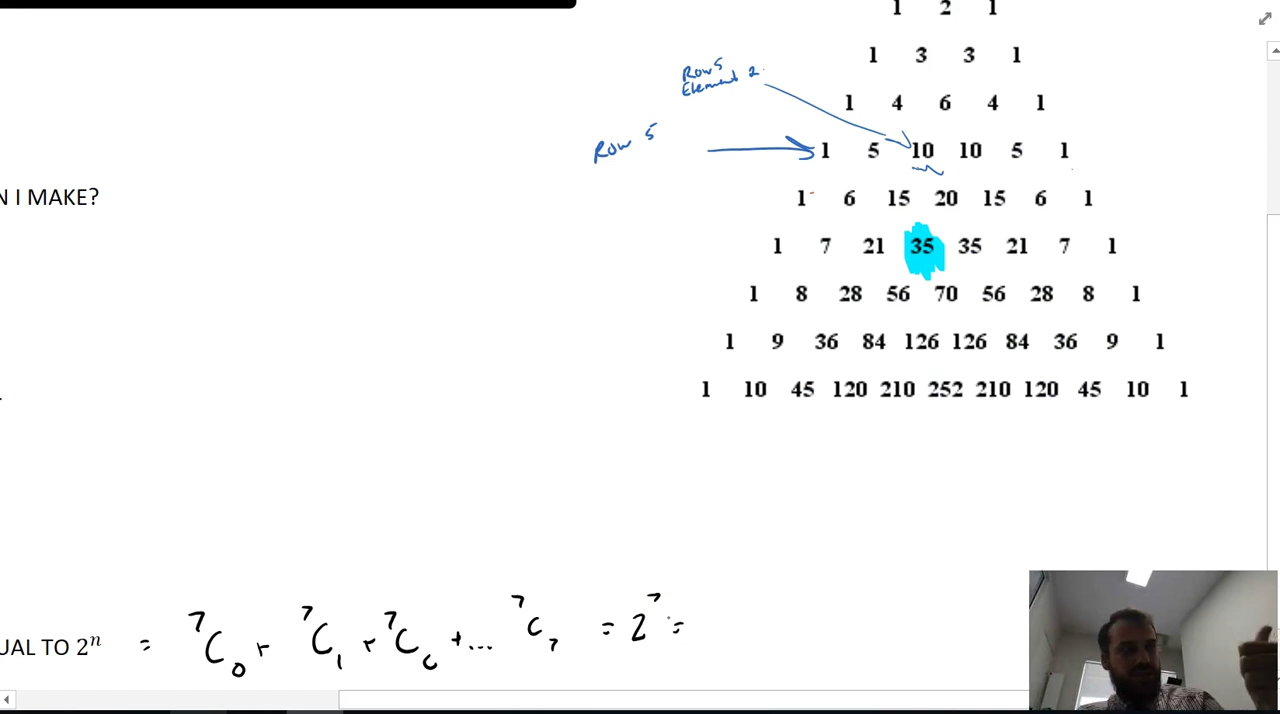 1 2 1
1 3 3 1
Row 5
Element 2
1 4 6 4 1
Row 5
1 5 10 10 5 1
N I MAKE?
1 6 15 20 15 6 1
1 7 21 35 35 21 7 1
1 8 28 56 70 56 28 8 1
1 9 36 84 126 126 84 36 9 1
1 10 45 120 210 252 210 120 45 10 1
UAL TO 2ⁿ = ⁷C₀ + ⁷C₁ + ⁷C₆ +... ⁷C₇ = 2⁷ =